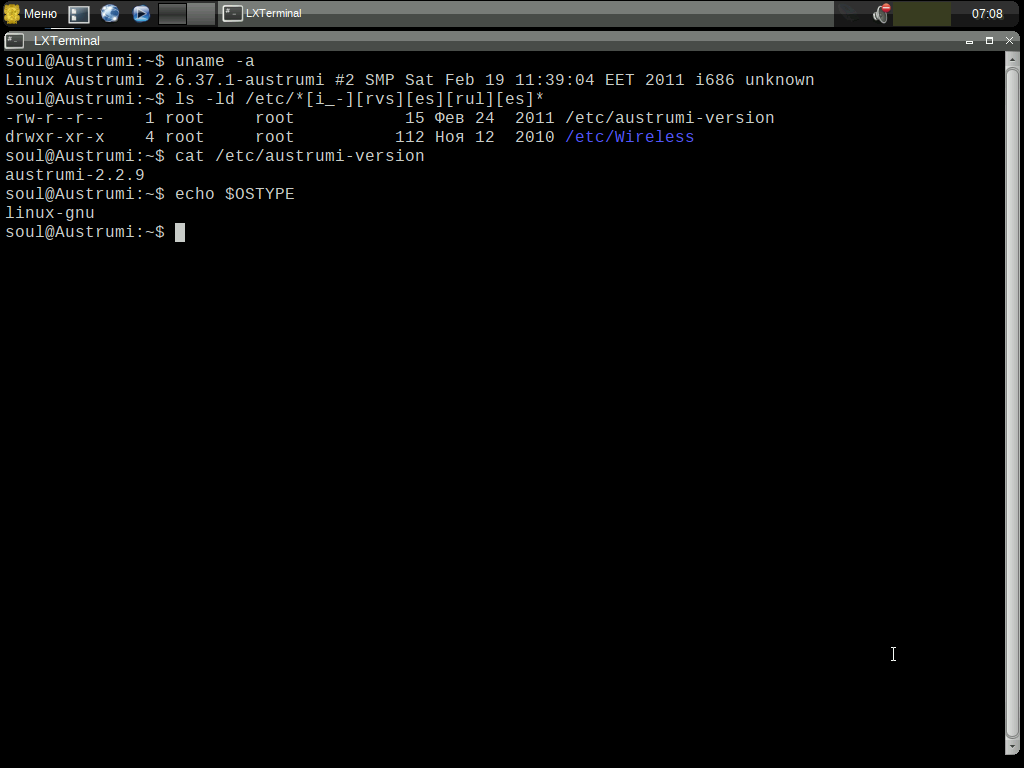 Меню LXTerminal 07:08
LXTerminal
soul@Austrumi:~$ uname -a
Linux Austrumi 2.6.37.1-austrumi #2 SMP Sat Feb 19 11:39:04 EET 2011 i686 unknown
soul@Austrumi:~$ ls -ld /etc/*[i_-][rvs][es][rul][es]*
-rw-r--r-- 1 root root 15 Фев 24 2011 /etc/austrumi-version
drwxr-xr-x 4 root root 112 Ноя 12 2010 /etc/Wireless
soul@Austrumi:~$ cat /etc/austrumi-version
austrumi-2.2.9
soul@Austrumi:~$ echo $OSTYPE
linux-gnu
soul@Austrumi:~$